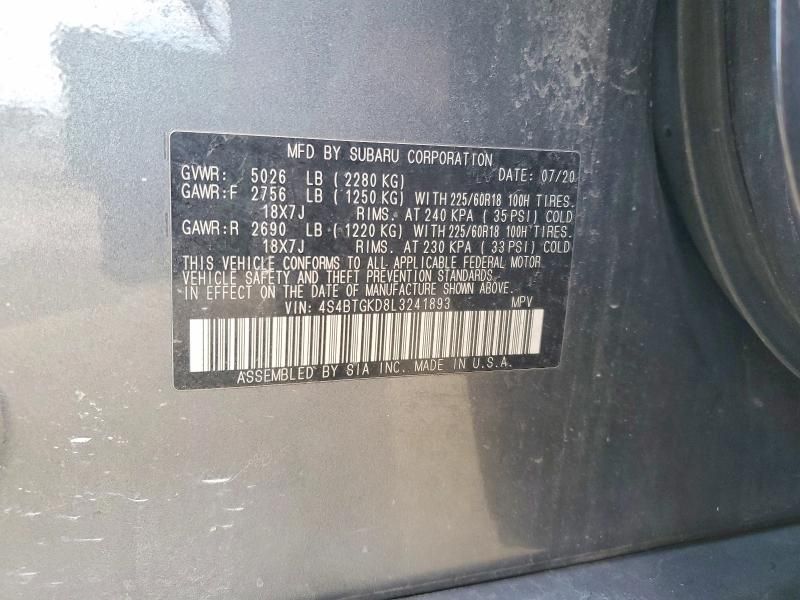 MFD BY SUBARU CORPORATION DATE: 07/20
GVWR: 5026 LB ( 2280 KG)
GAWR:F 2756 LB ( 1250 KG) WITH 225/60R18 100H TIRES.
18X7J RIMS. AT 240 KPA ( 35 PSI) COLD
GAWR:R 2690 LB ( 1220 KG) WITH 225/60R18 100H TIRES.
18X7J RIMS. AT 230 KPA ( 33 PSI) COLD
THIS VEHICLE CONFORMS TO ALL APPLICABLE FEDERAL MOTOR
VEHICLE SAFETY AND THEFT PREVENTION STANDARDS
IN EFFECT ON THE DATE OF MANUFACTURE SHOWN ABOVE.
VIN: 4S4BTGKD8L3241893 MPV
ASSEMBLED BY SIA INC. MADE IN U.S.A.